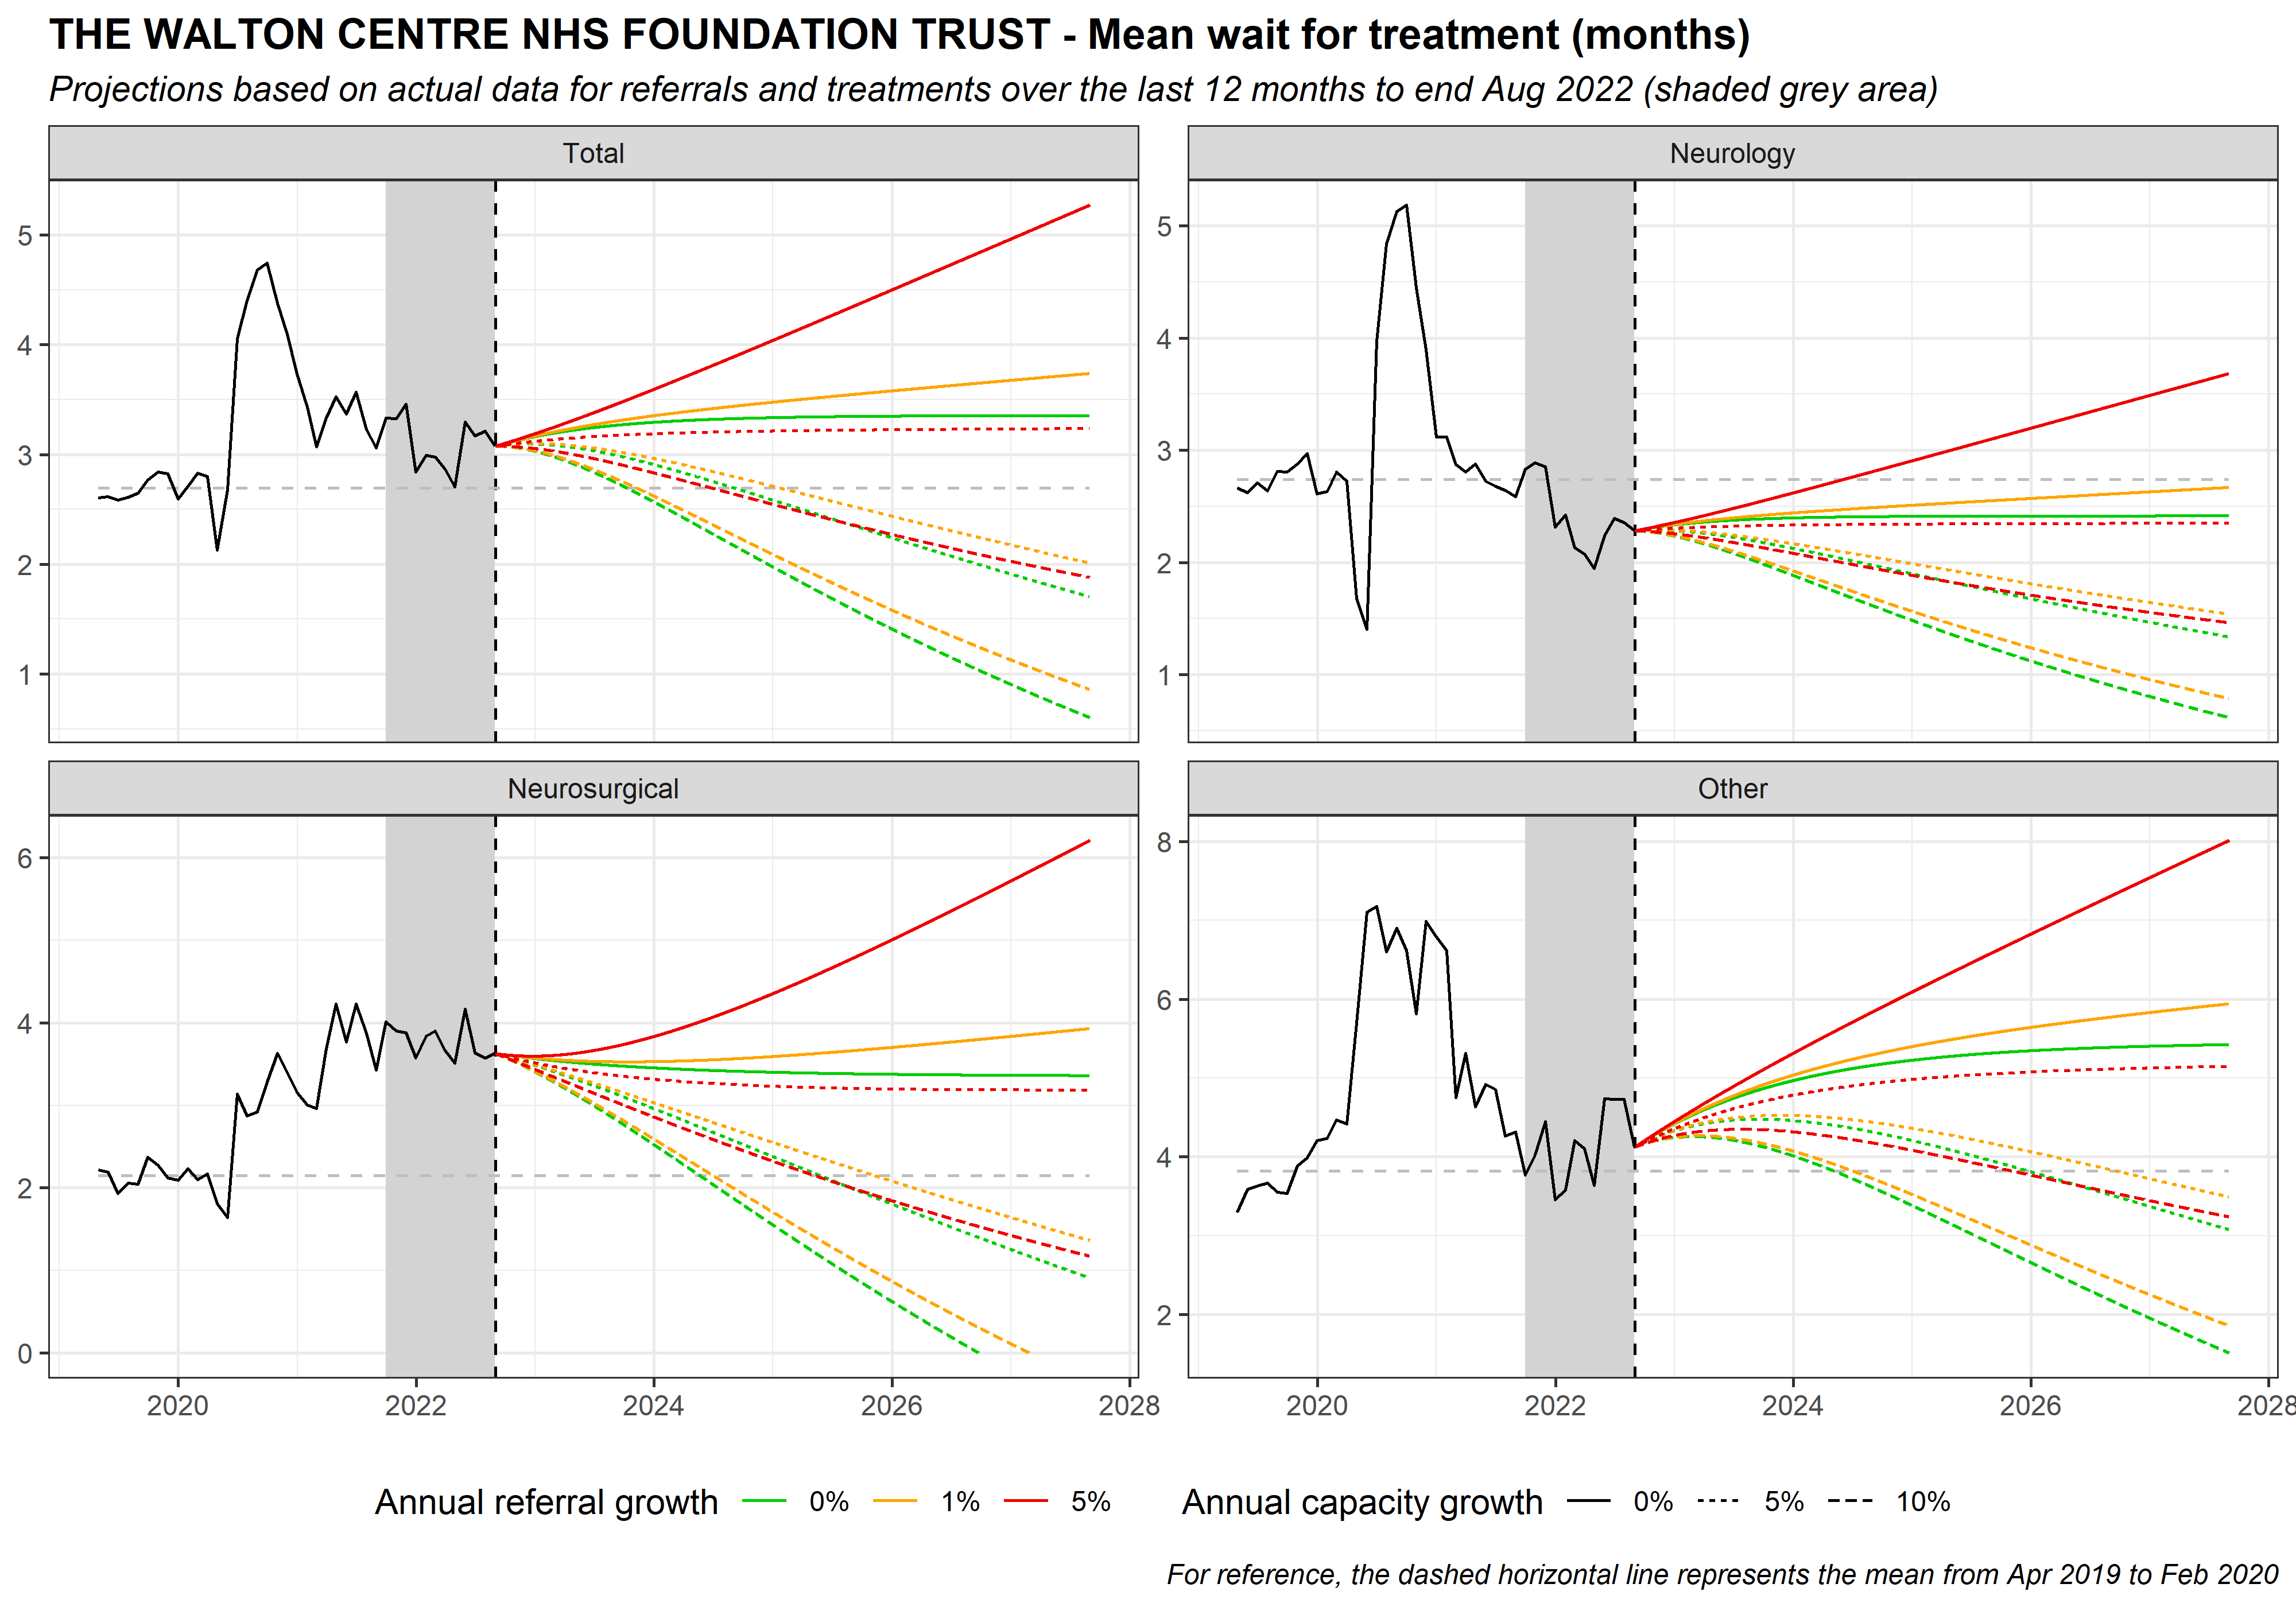 THE WALTON CENTRE NHS FOUNDATION TRUST - Mean wait for treatment (months)
Projections based on actual data for referrals and treatments over the last 12 months to end Aug 2022 (shaded grey area)
Total
Neurology
5
4
3
2
1
5
4
3
2
1
Neurosurgical
Other
6
4
2
0
8
6
4
2
2020 2022 2024 2026 2028
2020 2022 2024 2026 2028
Annual referral growth 0% 1% 5%
Annual capacity growth 0% 5% 10%
For reference, the dashed horizontal line represents the mean from Apr 2019 to Feb 2020